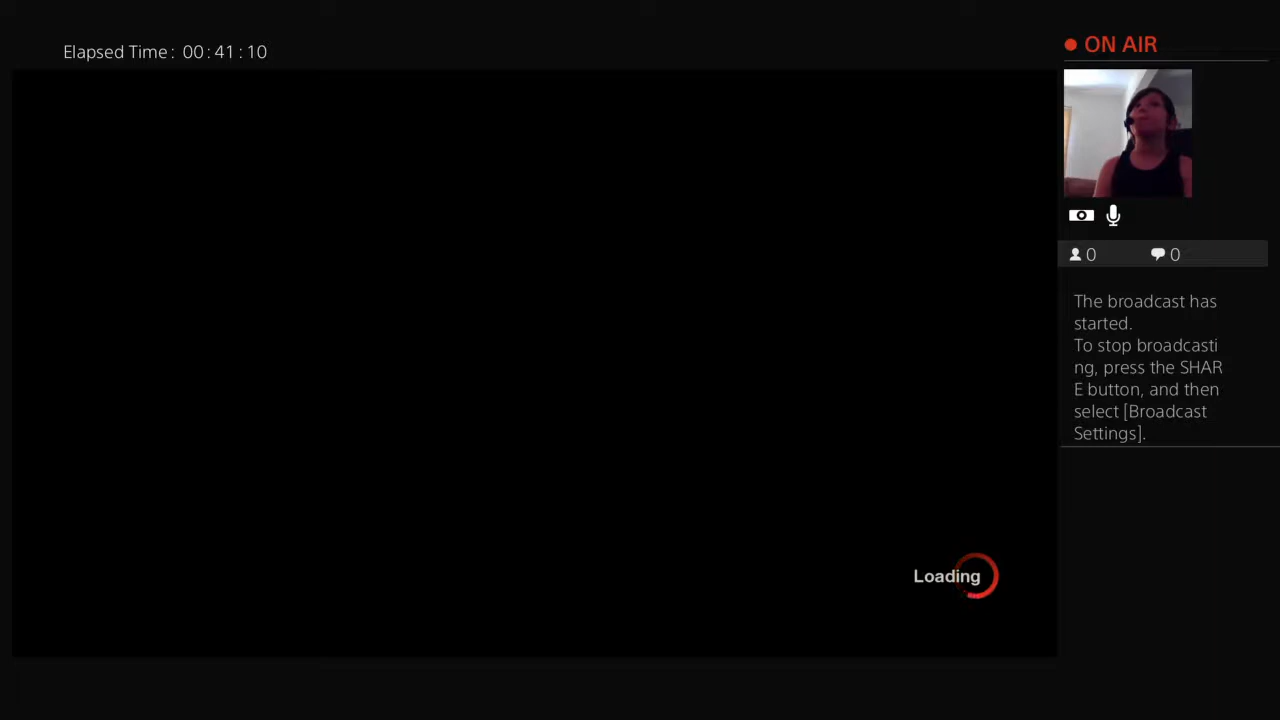 Elapsed Time: 00:41:10
ON AIR
0 0
The broadcast has
started.
To stop broadcasti
ng, press the SHAR
E button, and then
select [Broadcast
Settings].
Loading